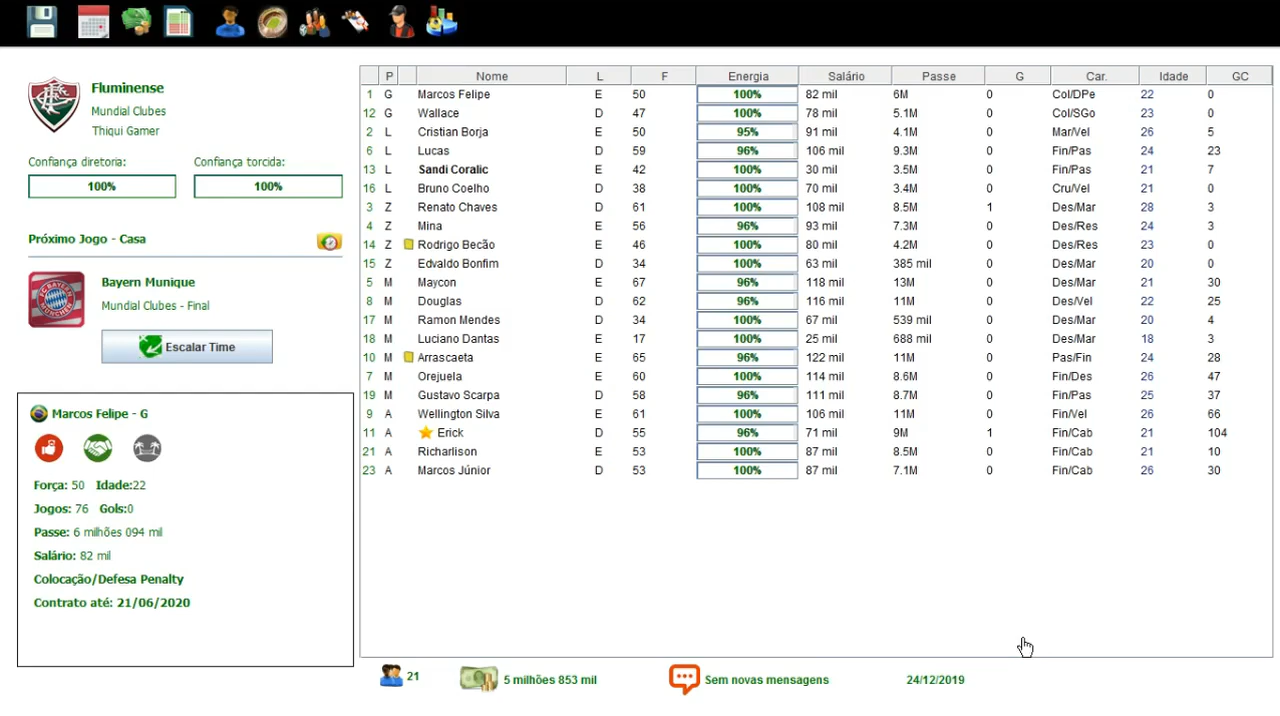 Fluminense
Mundial Clubes
Thiqui Gamer
Confiança diretoria: Confiança torcida:
100% 100%
Próximo Jogo - Casa
Bayern Munique
Mundial Clubes - Final
Escalar Time
Marcos Felipe - G
Força: 50 Idade:22
Jogos: 76 Gols:0
Passe: 6 milhões 094 mil
Salário: 82 mil
Colocação/Defesa Penalty
Contrato até: 21/06/2020
P Nome L F Energia Salário Passe G Car. Idade GC
1 G Marcos Felipe E 50 100% 82 mil 6M 0 Col/DPe 22 0
12 G Wallace D 47 100% 78 mil 5.1M 0 Col/SGo 23 0
2 L Cristian Borja E 50 95% 91 mil 4.1M 0 Mar/Vel 26 5
6 L Lucas D 59 96% 106 mil 9.3M 0 Fin/Pas 24 23
13 L Sandi Coralic E 42 100% 30 mil 3.5M 0 Fin/Pas 21 7
16 L Bruno Coelho D 38 100% 70 mil 3.4M 0 Cru/Vel 21 0
3 Z Renato Chaves D 61 100% 108 mil 8.5M 1 Des/Mar 28 3
4 Z Mina E 56 96% 93 mil 7.3M 0 Des/Res 24 3
14 Z Rodrigo Becão E 46 100% 80 mil 4.2M 0 Des/Res 23 0
15 Z Edvaldo Bonfim D 34 100% 63 mil 385 mil 0 Des/Mar 20 0
5 M Maycon E 67 96% 118 mil 13M 0 Des/Mar 21 30
8 M Douglas D 62 96% 116 mil 11M 0 Des/Vel 22 25
17 M Ramon Mendes D 34 100% 67 mil 539 mil 0 Des/Mar 20 4
18 M Luciano Dantas E 17 100% 25 mil 688 mil 0 Des/Mar 18 3
10 M Arrascaeta E 65 96% 122 mil 11M 0 Pas/Fin 24 28
7 M Orejuela E 60 100% 114 mil 8.6M 0 Fin/Des 26 47
19 M Gustavo Scarpa D 58 96% 111 mil 8.7M 0 Fin/Pas 25 37
9 A Wellington Silva E 61 100% 106 mil 11M 0 Fin/Vel 26 66
11 A Erick D 55 96% 71 mil 9M 1 Fin/Cab 21 104
21 A Richarlison E 53 100% 87 mil 8.5M 0 Fin/Cab 21 10
23 A Marcos Júnior D 53 100% 87 mil 7.1M 0 Fin/Cab 26 30
21 5 milhões 853 mil Sem novas mensagens 24/12/2019